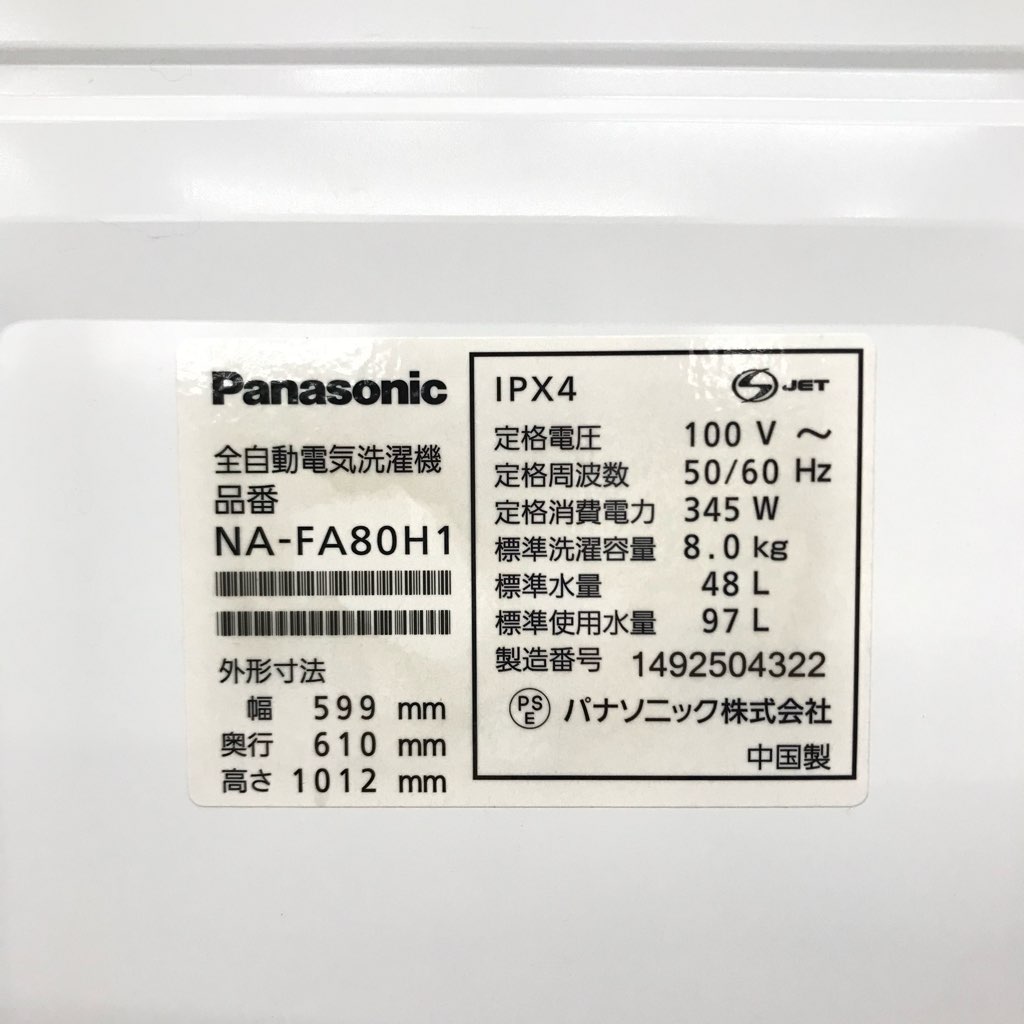 Panasonic
全自動電気洗濯機
品番
NA-FA80H1
外形寸法
幅 599 mm
奥行 610 mm
高さ 1012 mm
IPX4
S JET
定格電圧 100 V ～
定格周波数 50/60 Hz
定格消費電力 345 W
標準洗濯容量 8.0 kg
標準水量 48 L
標準使用水量 97 L
製造番号 1492504322
PS
E パナソニック株式会社
中国製